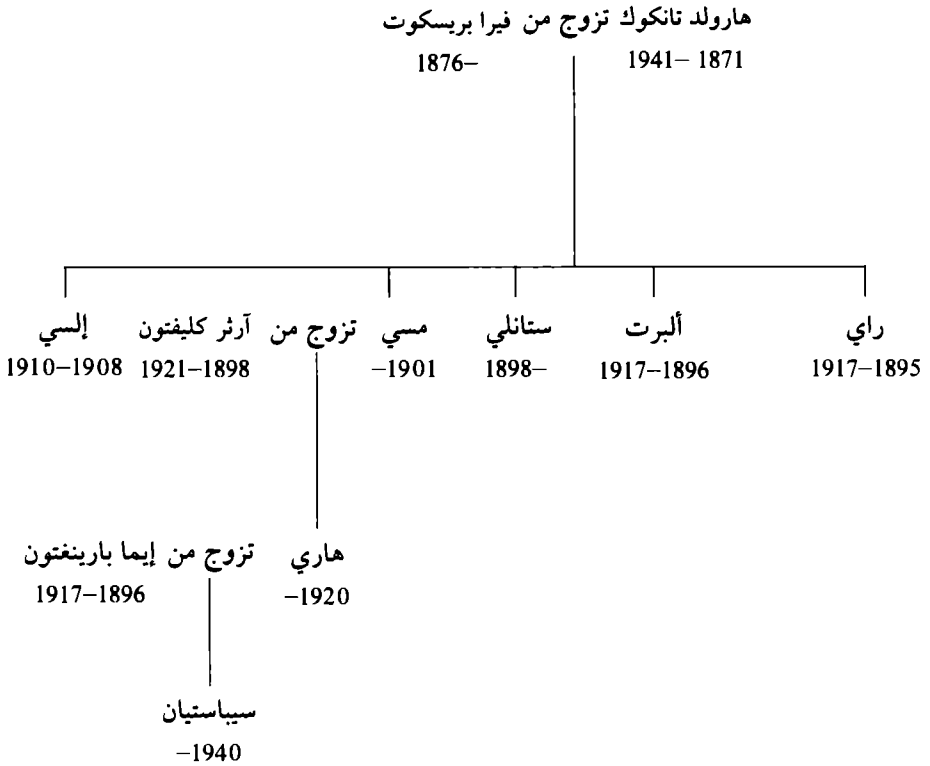 هارولد تانكوك تزوج من فيرا بريسكوت
1941– 1871
1876–
راي
1917–1895
ألبرت
1917–1896
ستانلي
1898–
مسي
–1901
تزوج من
آرثر كليفتون
1921–1898
إلسي
1910–1908
هاري
–1920
تزوج من إيما بارينغتون
1917–1896
سيباستيان
–1940